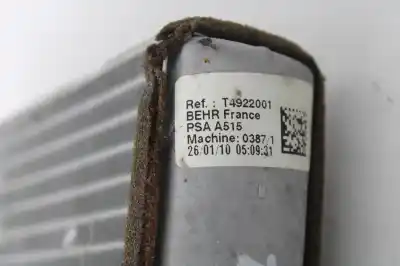 Ref. : T4922001
BEHR France
PSA A515
Machine: 0387/1
26/01/10 05:09:31